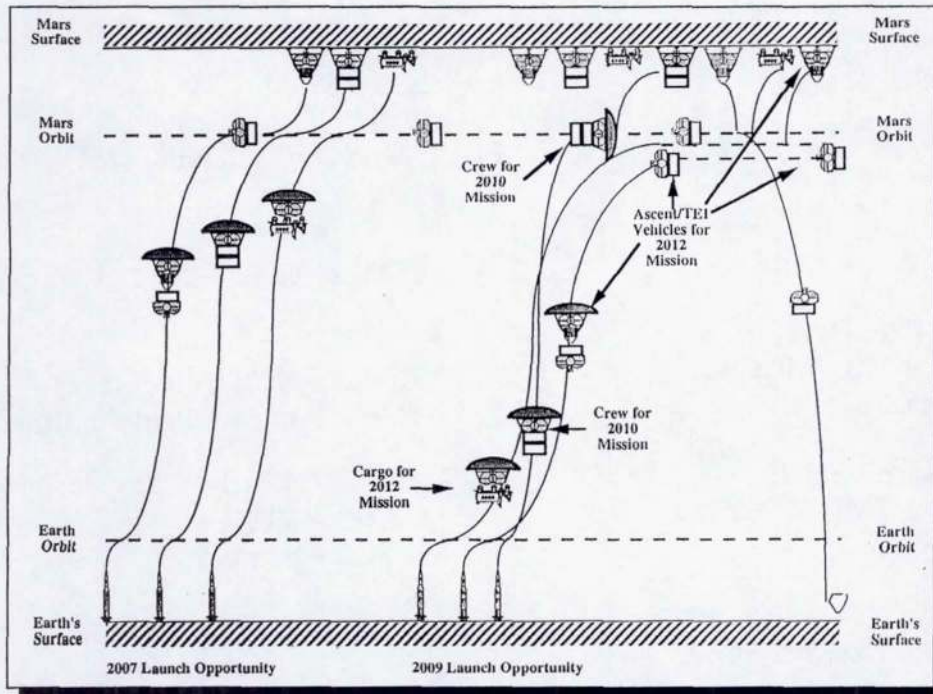 Mars
Surface
Mars
Surface
Mars
Orbit
Mars
Orbit
Crew for
2010
Mission
Ascent/TEI
Vehicles for
2012
Mission
Crew for
2010
Mission
Cargo for
2012
Mission
Earth
Orbit
Earth
Orbit
Earth's
Surface
Earth's
Surface
2007 Launch Opportunity
2009 Launch Opportunity